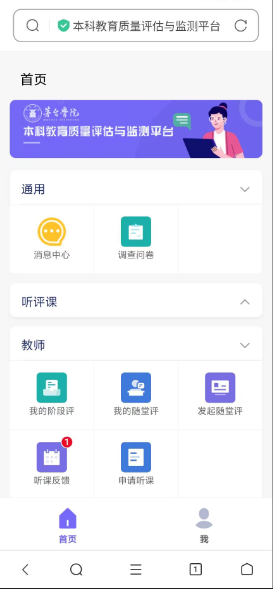 本科教育质量评估与监测平台
首页
茅台学院
本科教育质量评估与监测平台
通用
消息中心
调查问卷
听评课
教师
我的阶段评
我的随堂评
发起随堂评
听课反馈
1
申请听课
首页
我
1